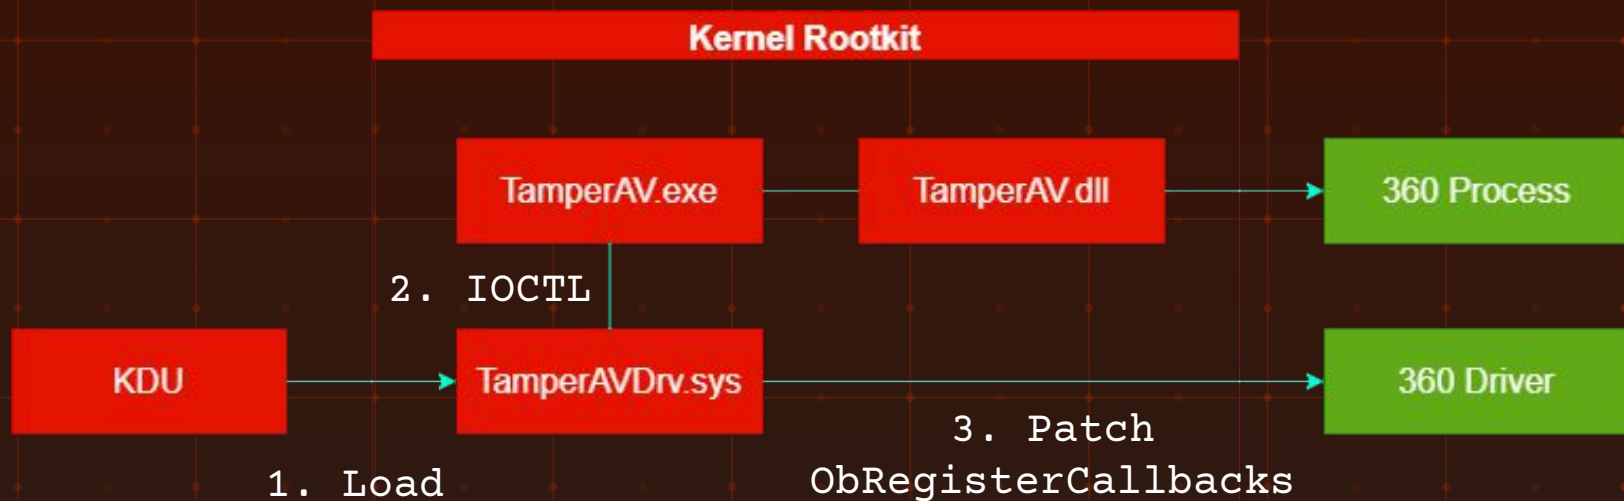 Kernel Rootkit
TamperAV.exe
TamperAV.dll
360 Process
2. IOCTL
KDU
TamperAVDrv.sys
360 Driver
3. Patch
ObRegisterCallbacks
1. Load